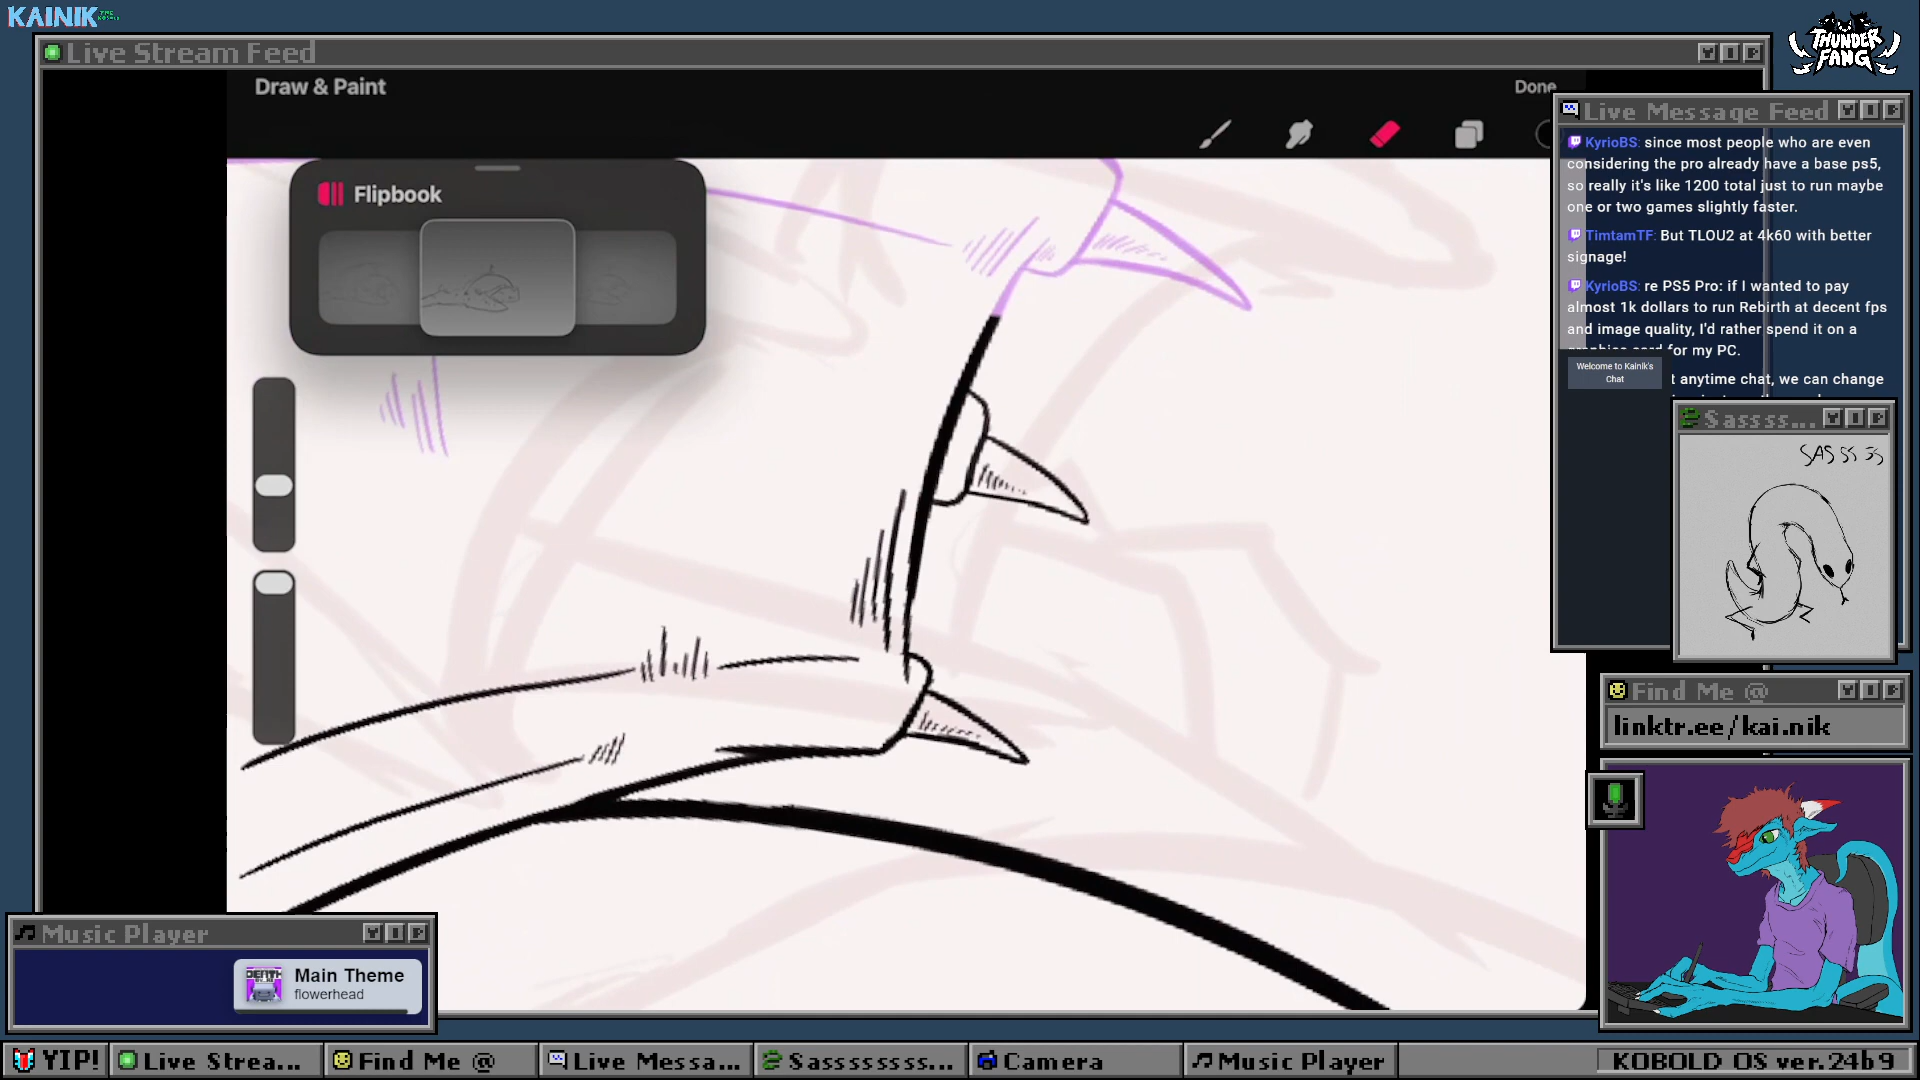 KAINIK
THUNDER
FANG
Live Stream Feed
Draw & Paint
Done
Flipbook
Live Message Feed
KyrioBS: since most people who are even
considering the pro already have a base ps5,
so really it's like 1200 total just to run maybe
one or two games slightly faster.
TimtamTF: But TLOU2 at 4k60 with better
signage!
KyrioBS: re PS5 Pro: if I wanted to pay
almost 1k dollars to run Rebirth at decent fps
and image quality, I'd rather spend it on a
graphics card for my PC.
Welcome to Kainik's
Chat
t anytime chat, we can change
Sassss...
SASSSSS
Find Me @
linktr.ee/kai.nik
Music Player
DEATH
Main Theme
flowerhead
YIP!
Live Strea...
Find Me @
Live Messa...
Sassssssss...
Camera
Music Player
KOBOLD OS ver.24b9